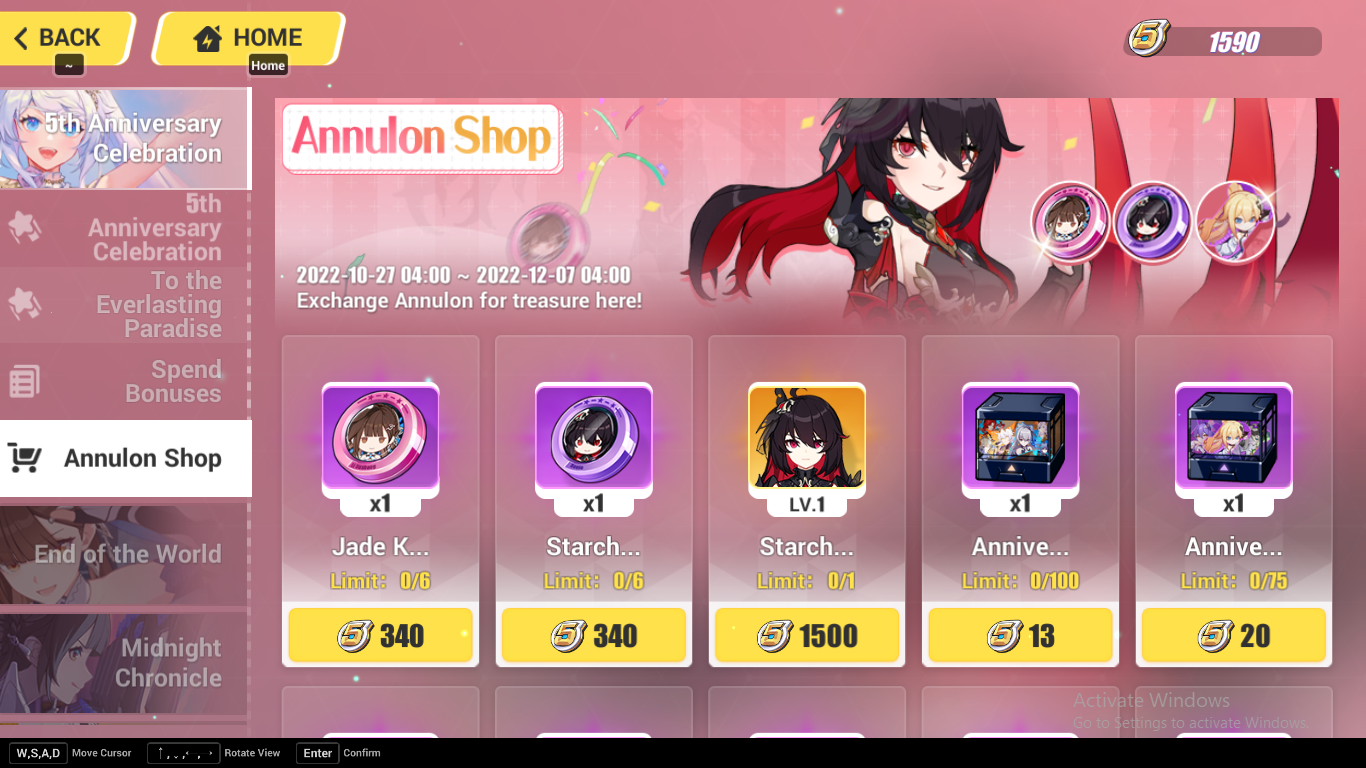 BACK
HOME
~
Home
1590
5th Anniversary
Celebration
5th
Anniversary
Celebration
To the
Everlasting
Paradise
Spend
Bonuses
Annulon Shop
End of the World
Midnight
Chronicle
Annulon Shop
2022-10-27 04:00 ~ 2022-12-07 04:00
Exchange Annulon for treasure here!
x1
Jade K...
Limit: 0/6
340
x1
Starch...
Limit: 0/6
340
LV.1
Starch...
Limit: 0/1
1500
x1
Annive...
Limit: 0/100
13
x1
Annive...
Limit: 0/75
20
Activate Windows
Go to Settings to activate Windows.
W,S,A,D Move Cursor
Rotate View
Enter Confirm